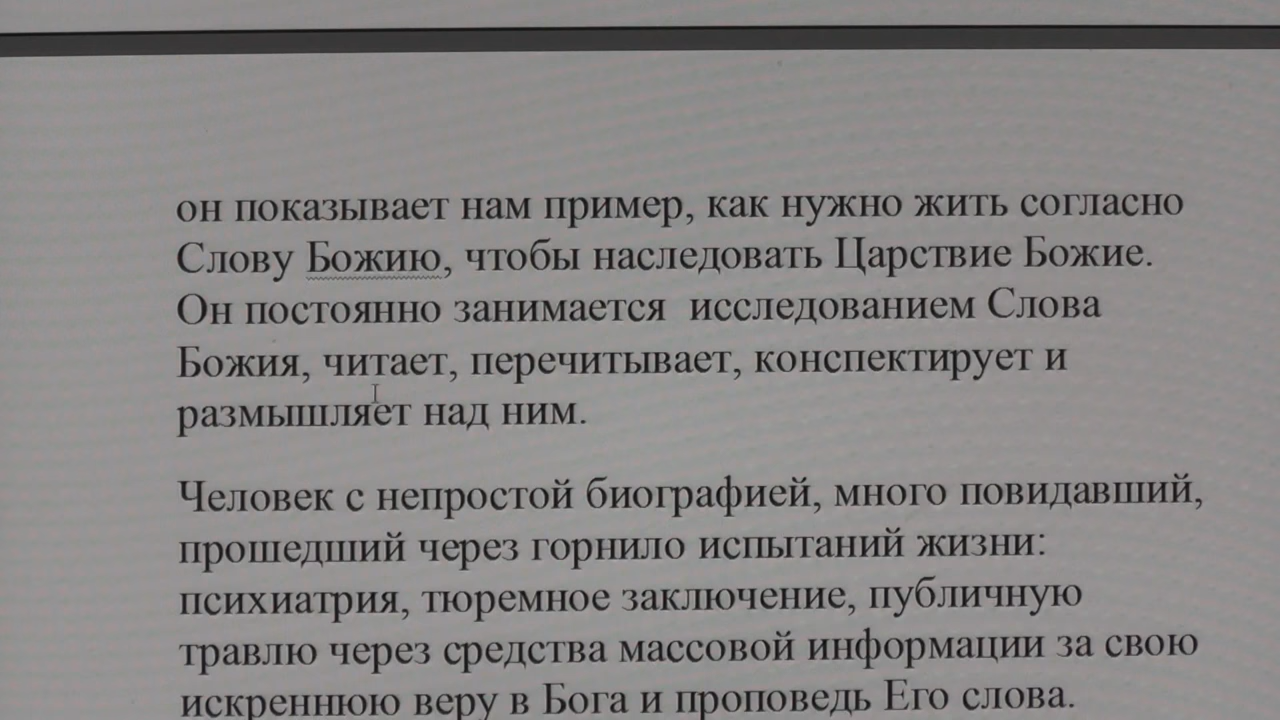 он показывает нам пример, как нужно жить согласно
Слову Божию, чтобы наследовать Царствие Божие.
Он постоянно занимается  исследованием Слова
Божия, читает, перечитывает, конспектирует и
размышляет над ним.
Человек с непростой биографией, много повидавший,
прошедший через горнило испытаний жизни:
психиатрия, тюремное заключение, публичную
травлю через средства массовой информации за свою
искреннюю веру в Бога и проповедь Его слова.